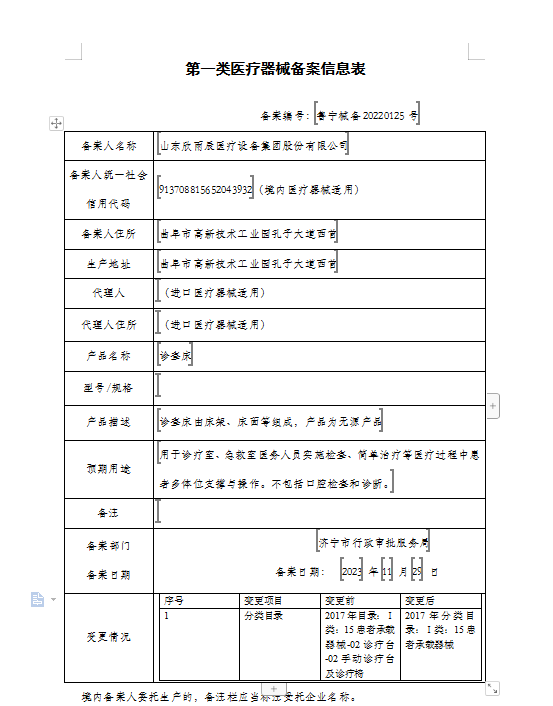 第一类医疗器械备案信息表
备案编号：鲁宁械备20220125 号
备案人名称 山东欣雨辰医疗设备集团股份有限公司
备案人统一社会
信用代码 913708815652043932（境内医疗器械适用）
备案人住所 曲阜市高新技术工业园孔子大道西首
生产地址 曲阜市高新技术工业园孔子大道西首
代理人 （进口医疗器械适用）
代理人住所 （进口医疗器械适用）
产品名称 诊查床
型号/规格
产品描述 诊查床由床架、床面等组成，产品为无源产品
预期用途 用于诊疗室、急救室医务人员实施检查、简单治疗等医疗过程中患
者多体位支撑与操作。不包括口腔检查和诊断。
备注
备案部门 济宁市行政审批服务局
备案日期 备案日期： 2023 年 11 月 29 日
变更情况
序号 变更项目 变更前 变更后
1 分类目录 2017年目录：Ⅰ 2017 年分类目
类：15患者承载 录：Ⅰ类：15患
器械-02诊疗台 者承载器械
-02手动诊疗台
及诊疗椅
境内备案人委托生产的，备注栏应当标注受托企业名称。